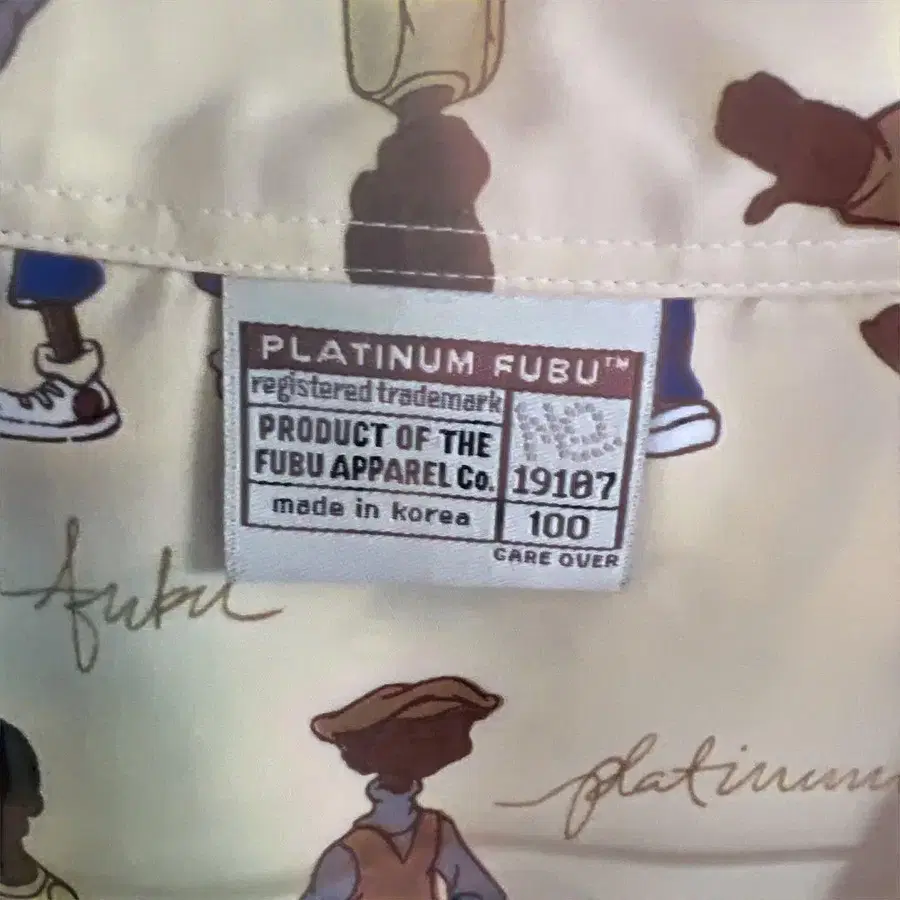 PLATINUM FUBU™
registered trademark
PRODUCT OF THE
FUBU APPAREL Co.
made in korea
NO.
19107
100
CARE OVER
fubu
platinum